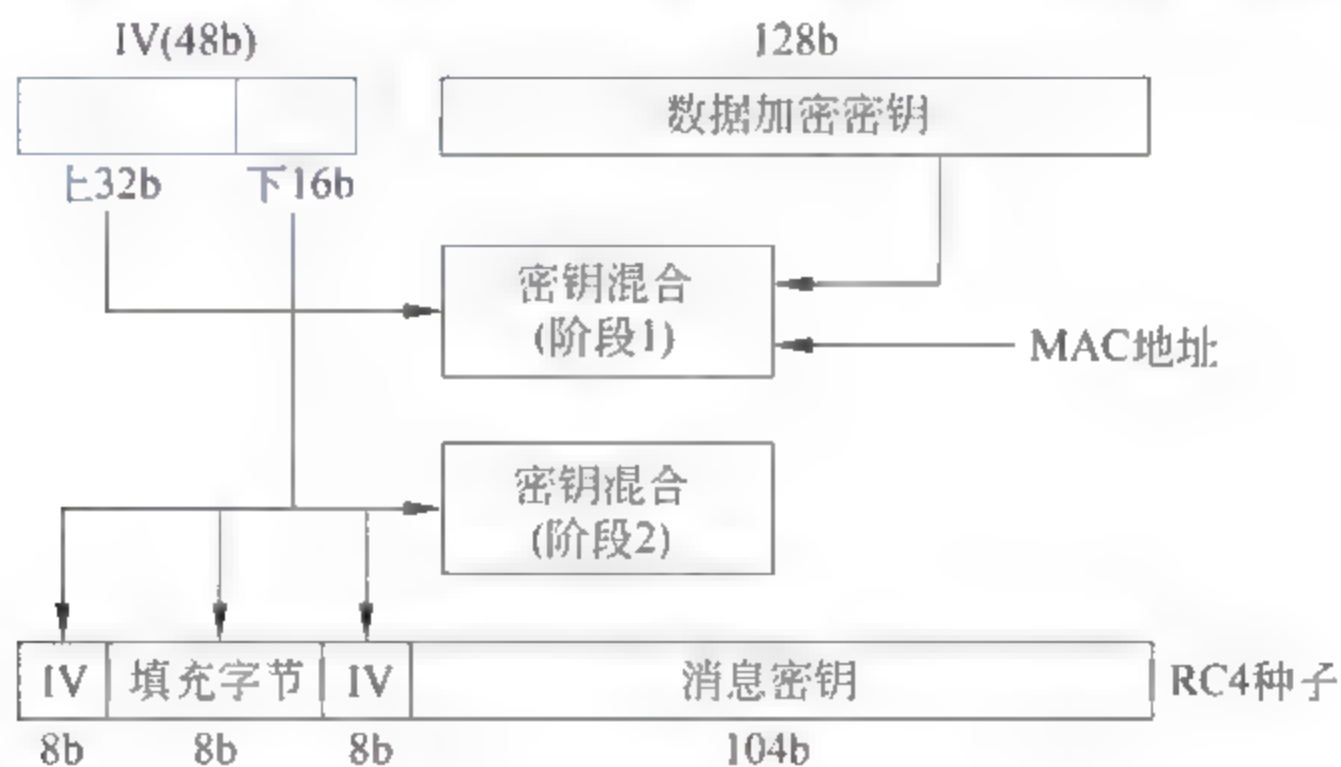 IV(48b)
128b
数据加密密钥
上32b
下16b
密钥混合
(阶段1)
MAC地址
密钥混合
(阶段2)
IV
填充字节
IV
消息密钥
RC4种子
8b
8b
8b
104b